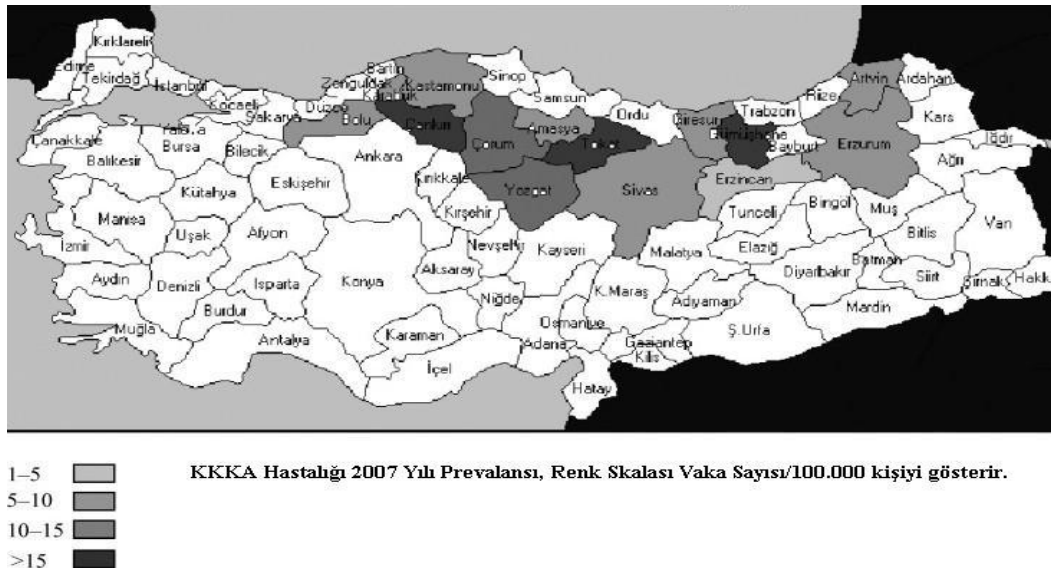 Kırklareli
Edirne
Tekirdağ
İstanbul
Kocaeli
Sakarya
Düzce
Zonguldak
Bartın
Karabük
Kastamonu
Sinop
Samsun
Ordu
Giresun
Trabzon
Rize
Artvin
Ardahan
Kars
Iğdır
Çanakkale
Yalova
Bursa
Bilecik
Bolu
Çankırı
Çorum
Amasya
Tokat
Gümüşhane
Bayburt
Erzurum
Ağrı
Balıkesir
Kütahya
Eskişehir
Ankara
Kırıkkale
Yozgat
Sivas
Erzincan
Tunceli
Bingöl
Muş
Bitlis
Van
Manisa
Uşak
Afyon
Kırşehir
Nevşehir
Kayseri
Malatya
Elazığ
Diyarbakır
Batman
Siirt
Şırnak
Hakk
İzmir
Aydın
Denizli
Isparta
Burdur
Konya
Aksaray
Niğde
K.Maraş
Adıyaman
Mardin
Muğla
Antalya
Karaman
İçel
Adana
Osmaniye
Gaziantep
Kilis
Ş.Urfa
Hatay
KKKA Hastalığı 2007 Yılı Prevalansı, Renk Skalası Vaka Sayısı/100.000 kişiyi gösterir.
1–5
5–10
10–15
>15